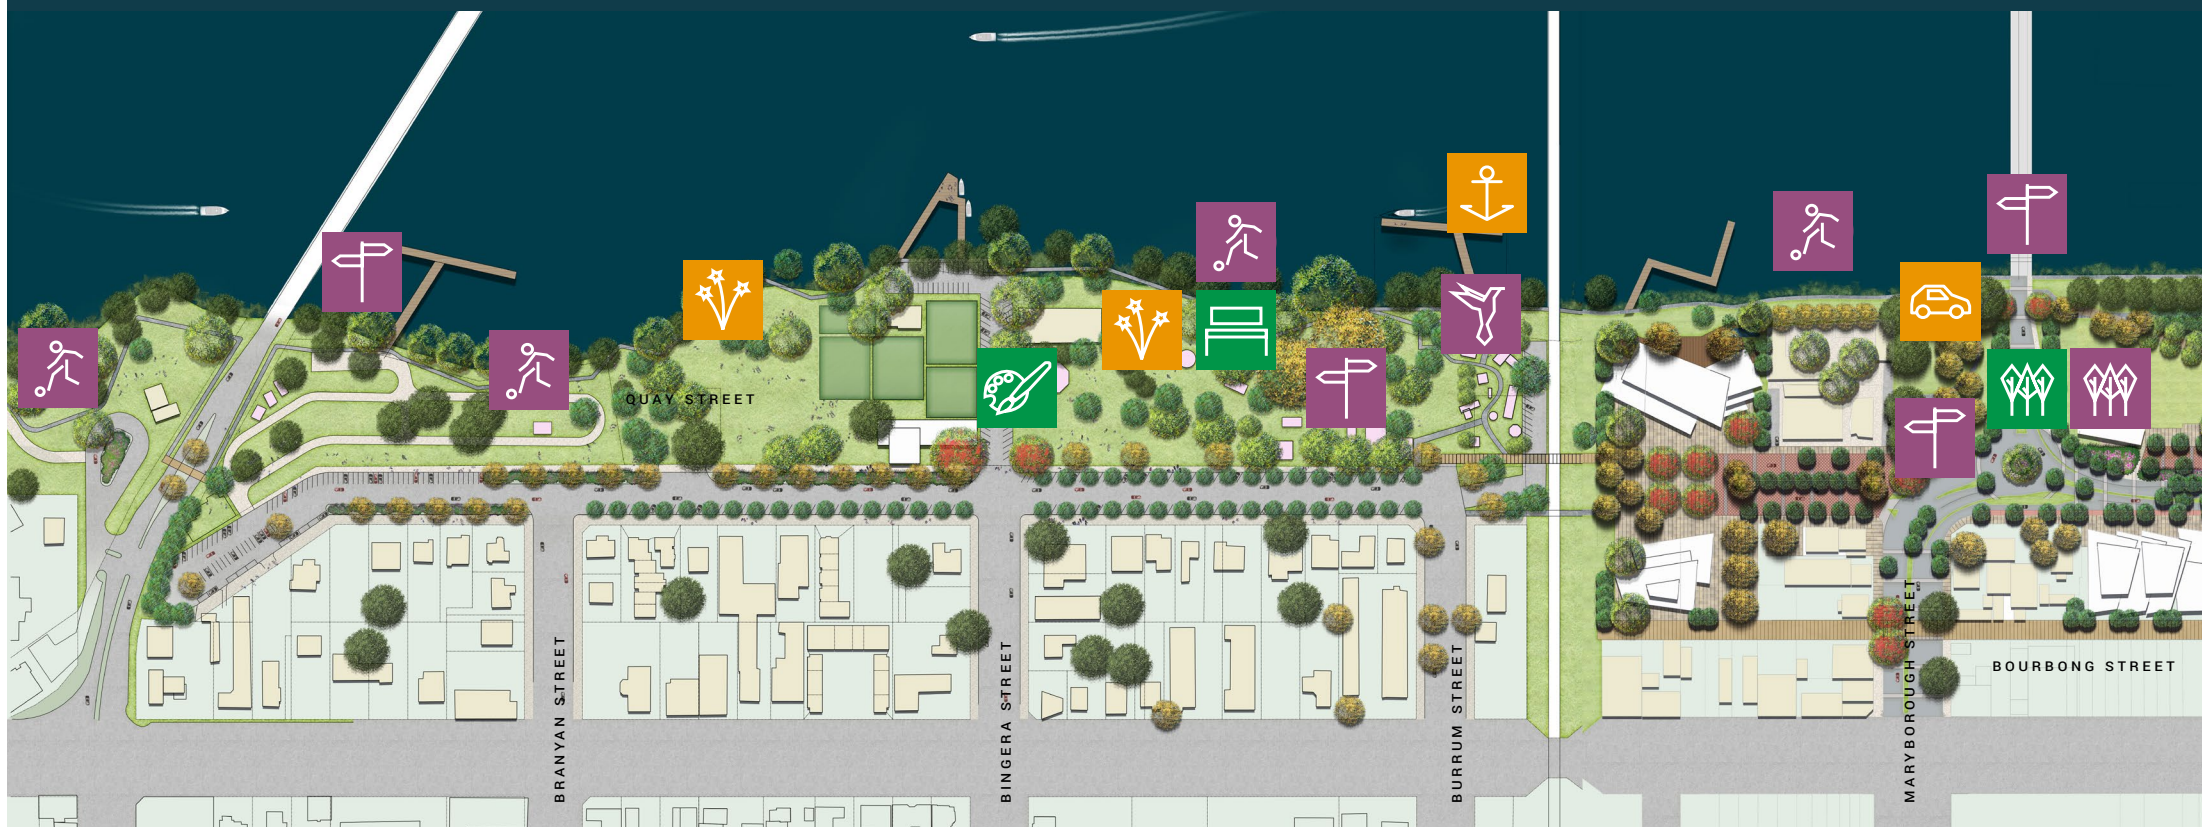 QUAY STREET
BRANYAN STREET
BINGERA STREET
BURRUM STREET
MARYBOROUGH STREET
BOURBONG STREET